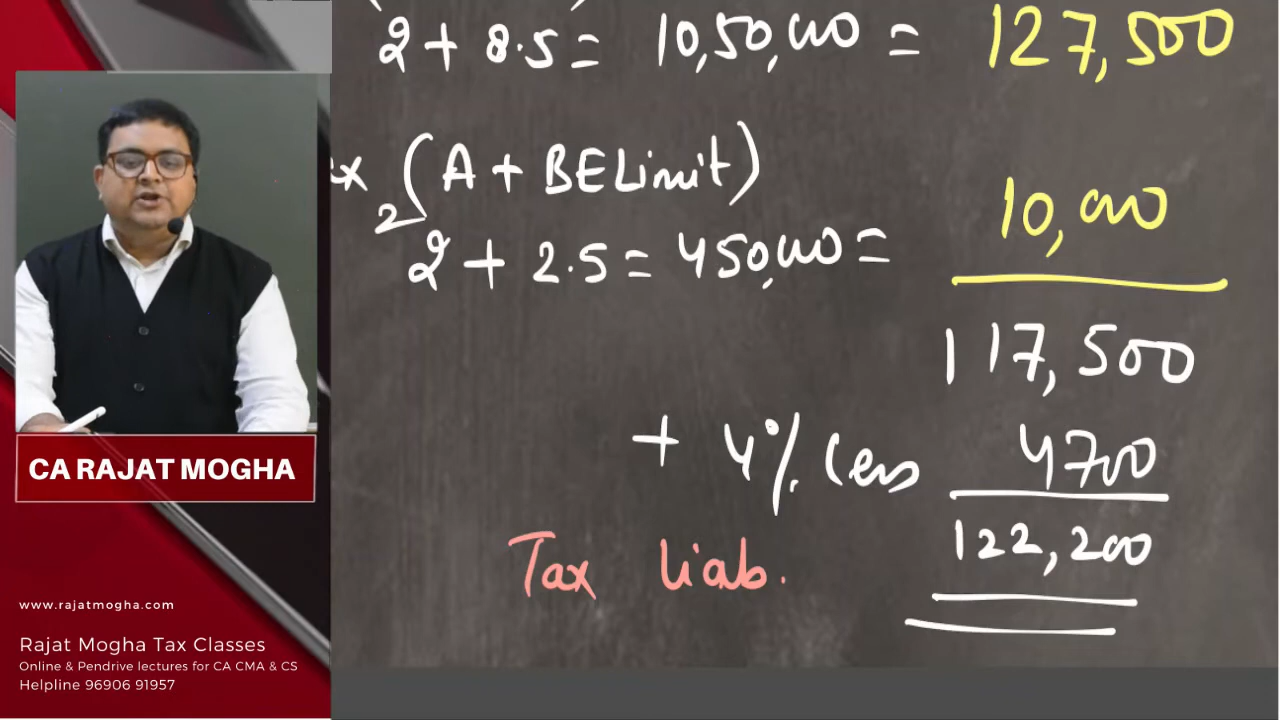 2 + 8.5 = 10,50,000 = 127,500
x2 (A + BE Limit)
2 + 2.5 = 450,000 = 10,000
117,500
+ 4% Cess 4700
122,200
Tax liab.
CA RAJAT MOGHA
www.rajatmogha.com
Rajat Mogha Tax Classes
Online & Pendrive lectures for CA CMA & CS
Helpline 96906 91957